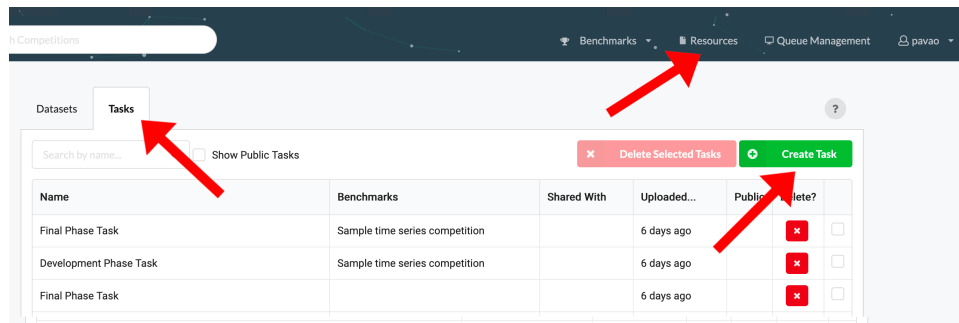 h Competitions
Benchmarks
Resources
Queue Management
pavao
Datasets
Tasks
?
Search by name...
Show Public Tasks
Delete Selected Tasks
Create Task
Name Benchmarks Shared With Uploaded... Public Delete?
Final Phase Task Sample time series competition 6 days ago
Development Phase Task Sample time series competition 6 days ago
Final Phase Task 6 days ago